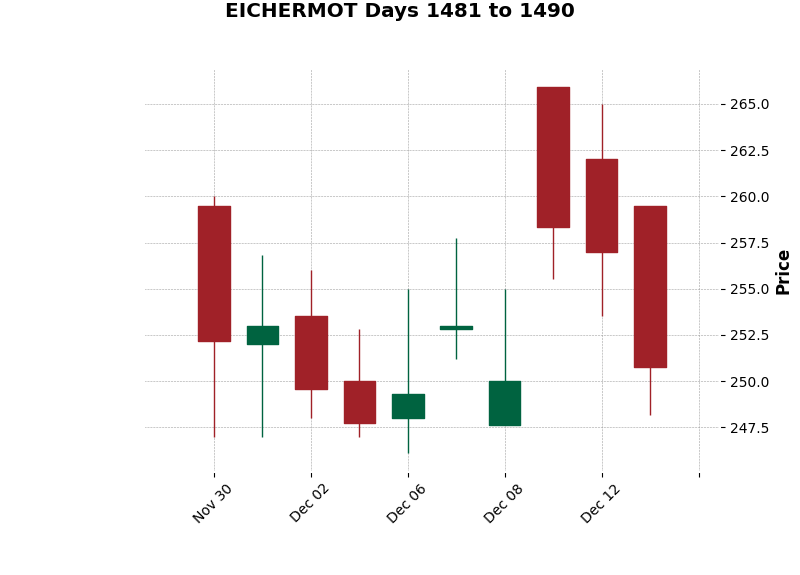 EICHERMOT Days 1481 to 1490
265.0
262.5
260.0
257.5
255.0
252.5
250.0
247.5
Price
Nov 30
Dec 02
Dec 06
Dec 08
Dec 12